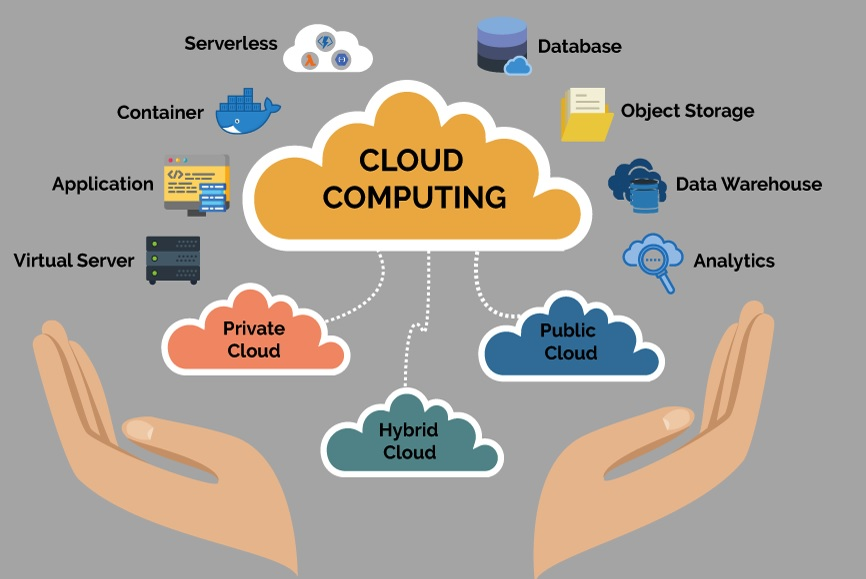 Serverless
Database
Container
Object Storage
CLOUD
COMPUTING
Application
Data Warehouse
Virtual Server
Analytics
Private
Cloud
Public
Cloud
Hybrid
Cloud